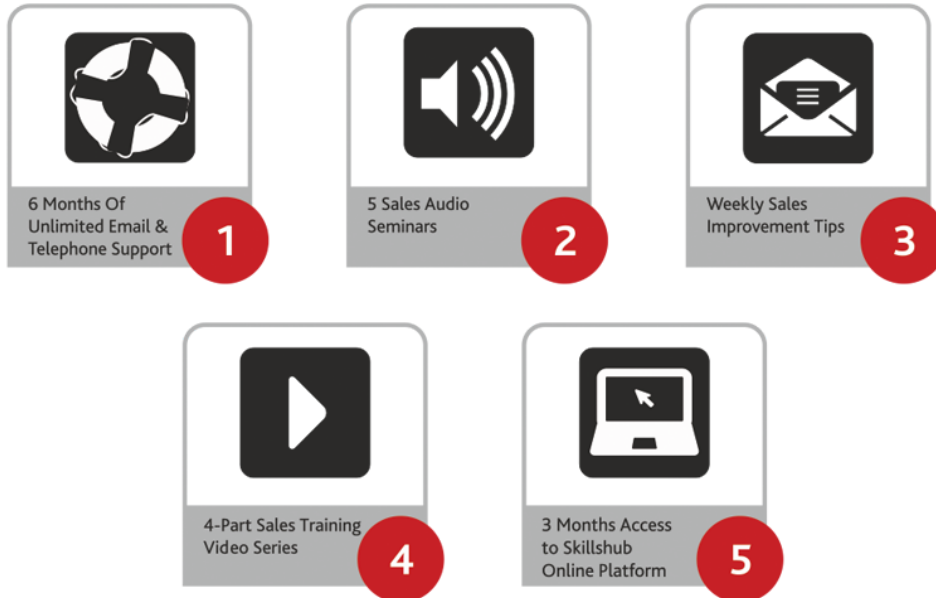 6 Months Of
Unlimited Email &
Telephone Support
1
5 Sales Audio
Seminars
2
Weekly Sales
Improvement Tips
3
4-Part Sales Training
Video Series
4
3 Months Access
to Skillshub
Online Platform
5